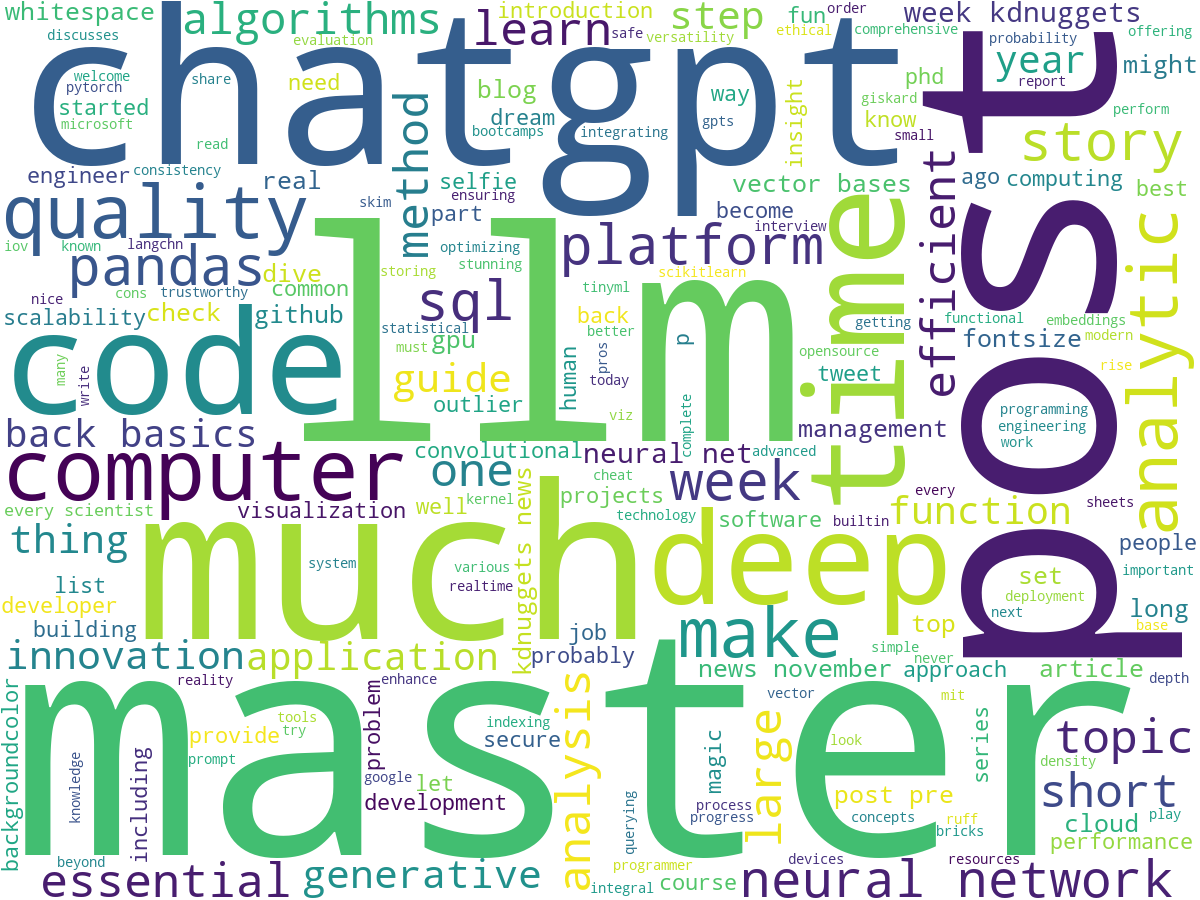 whitespace
algorithms
introduction
step
fun
order
week kdnuggets
offering
discusses
evaluation
learn
safe
versatility
ethical
comprehensive
probability
chatgpt
post
year
might
welcome
share
need
blog
way
phd
report
pytorch
started
microsoft
method
dream
bootcamps
integrating
gpts
insight
giskard
know
perform
read
small
story
engineer
consistency
real
selfie
ensuring
vector bases
efficient
ago
computing
best
quality
skim
part
become
interview
time
analytic
iov
known
langchn
optimizing
platform
pandas
dive
storing
stunning
scikitlearn
nice
cons
trustworthy
common
sql
tinyml
llm
scalability
check
github
statistical
back
getting
functional
embeddings
code
must
gpu
better
p
fontsize
modern
many
write
guide
human
pros
today
opensource
tweet
rise
outlier
viz
complete
programming
engineering
work
back basics
convolutional
neural net
advanced
management
computer
one
cheat
week
every
sheets
every scientist
visualization
well
kernel
kdnuggets news
projects
technology
software
builtin
function
thing
much
system
various
realtime
deep
people
list
set
important
developer
deployment
building
job
make
top
next
base
long
innovation
application
probably
simple
never
news november
approach
article
backgroundcolor
reality
enhance
master
vector
mit
depth
provide
tools
try
problem
indexing
secure
analysis
magic
large
look
series
topic
prompt
knowledge
including
google
let
development
process
progress
post pre
concepts
ruff
bricks
density
short
cloud
play
performance
querying
beyond
essential
generative
programmer
integral
course
devices
resources
neural network